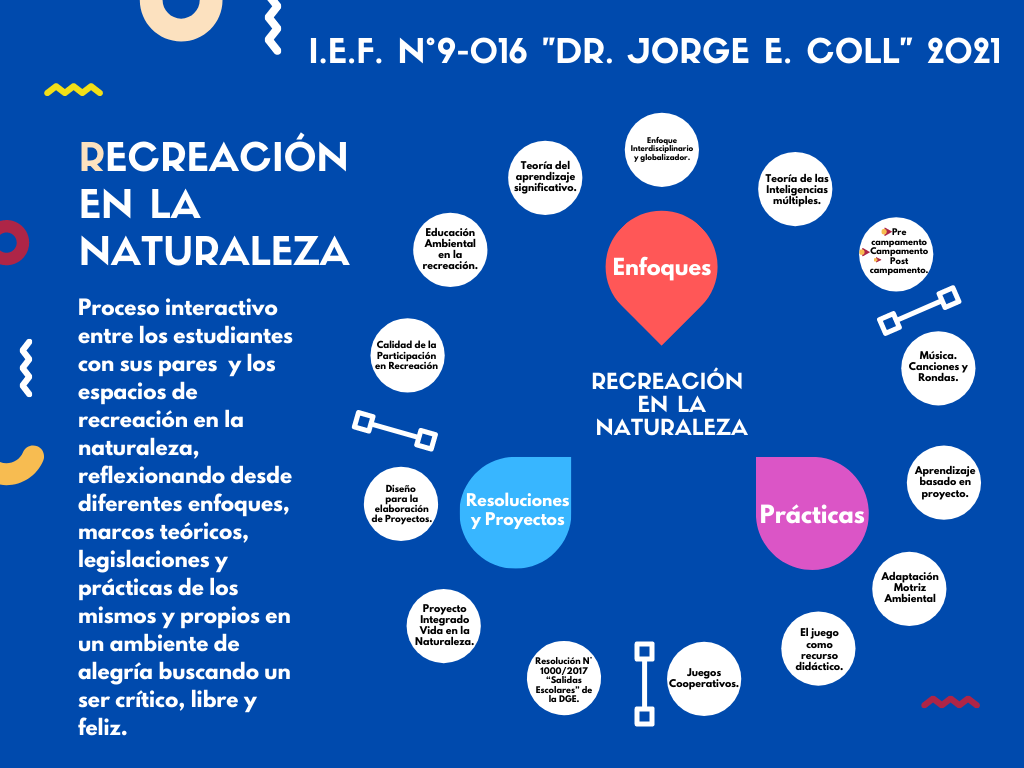 I.E.F. N°9-016 "DR. JORGE E. COLL" 2021
RECREACIÓN
EN LA
NATURALEZA
Proceso interactivo
entre los estudiantes
con sus pares y los
espacios de
recreación en la
naturaleza,
reflexionando desde
diferentes enfoques,
marcos teóricos,
legislaciones y
prácticas de los
mismos y propios en
un ambiente de
alegría buscando un
ser crítico, libre y
feliz.
Enfoque
Interdisciplinario
y globalizador.
Teoría del
aprendizaje
significativo.
Teoría de las
Inteligencias
múltiples.
Educación
Ambiental
en la
recreación.
Enfoques
Pre
campamento
Campamento
Post
campamento.
Calidad de la
Participación
en Recreación
Música.
Canciones y
Rondas.
RECREACIÓN
EN LA
NATURALEZA
Diseño
para la
elaboración
de Proyectos.
Resoluciones
y Proyectos
Prácticas
Aprendizaje
basado en
proyecto.
Adaptación
Motriz
Ambiental
Proyecto
Integrado
Vida en la
Naturaleza.
El juego
como
recurso
didáctico.
Resolución N°
1000/2017
"Salidas
Escolares" de
la DGE.
Juegos
Cooperativos.